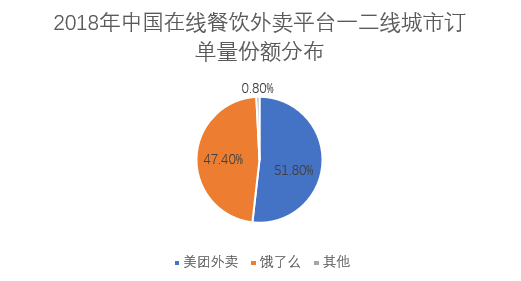 2018年中国在线餐饮外卖平台一二线城市订
单量份额分布
0.80%
47.40%
51.80%
美团外卖 饿了么 其他